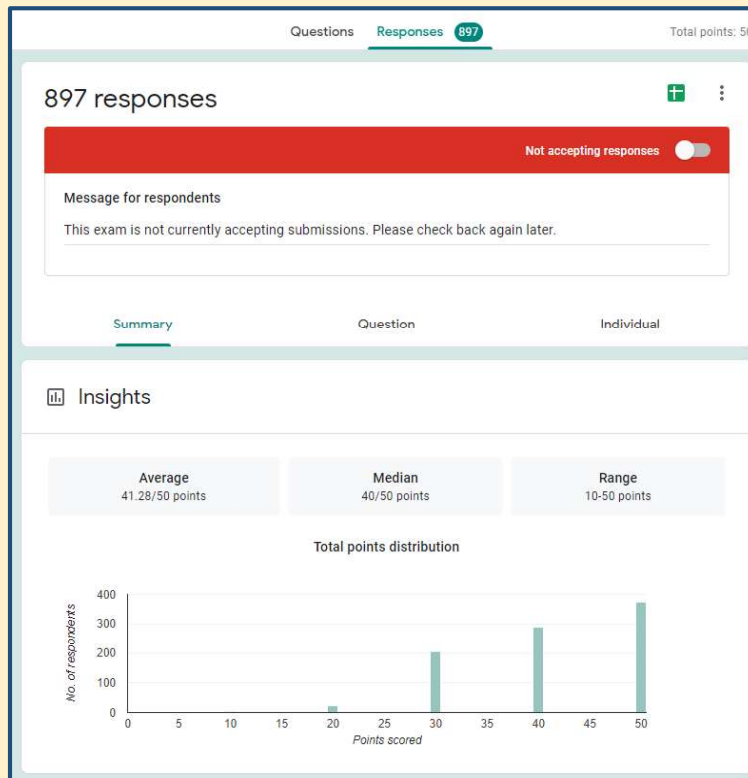 Questions Responses 897 Total points: 50
897 responses
Not accepting responses
Message for respondents
This exam is not currently accepting submissions. Please check back again later.
Summary Question Individual
Insights
Average Median Range
41.28/50 points 40/50 points 10-50 points
Total points distribution
No. of respondents
400
300
200
100
0
0 5 10 15 20 25 30 35 40 45 50
Points scored